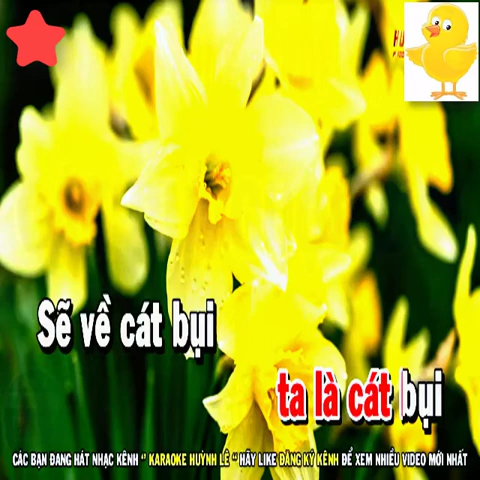 Sẽ về cát bụi
ta là cát bụi
CÁC BẠN ĐANG HÁT NHẠC KÊNH " KARAOKE HUỲNH LÊ " HÃY LIKE ĐĂNG KÝ KÊNH ĐỂ XEM NHIỀU VIDEO MỚI NHẤT